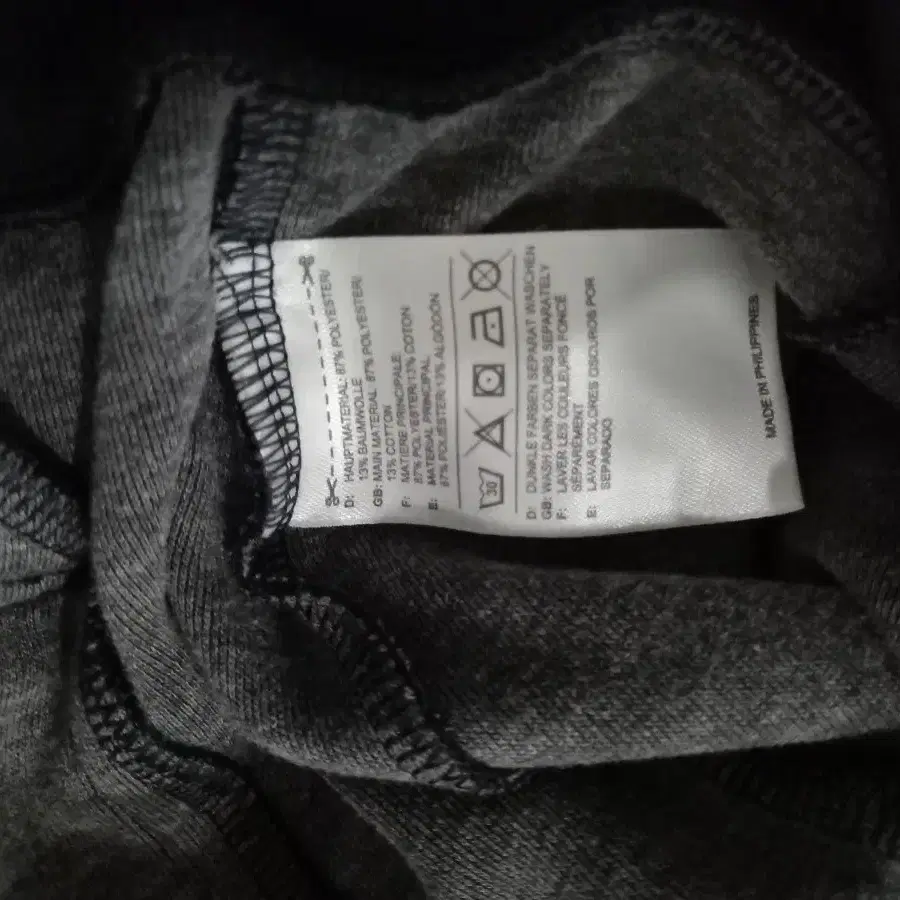 D: HAUPTMATERIAL: 87% POLYESTER/
13% BAUMWOLLE
GB: MAIN MATERIAL 87% POLYESTER/
13% COTTON
F: MATIERE PRINCIPALE:
87% POLYESTER/13% COTON
E: MATERIAL PRINCIPAL
87% POLYESTER/13% ALGODON
30
D: DUNKLE FARBEN SEPARAT WASCHEN
GB: WASH DARK COLORS SEPARATELY
F: LAVER LES COULEURS FONCÉ
SEPAREMENT
E: LAVAR COLORES OSCUROS POR
SEPARADO
MADE IN PHILIPPINES